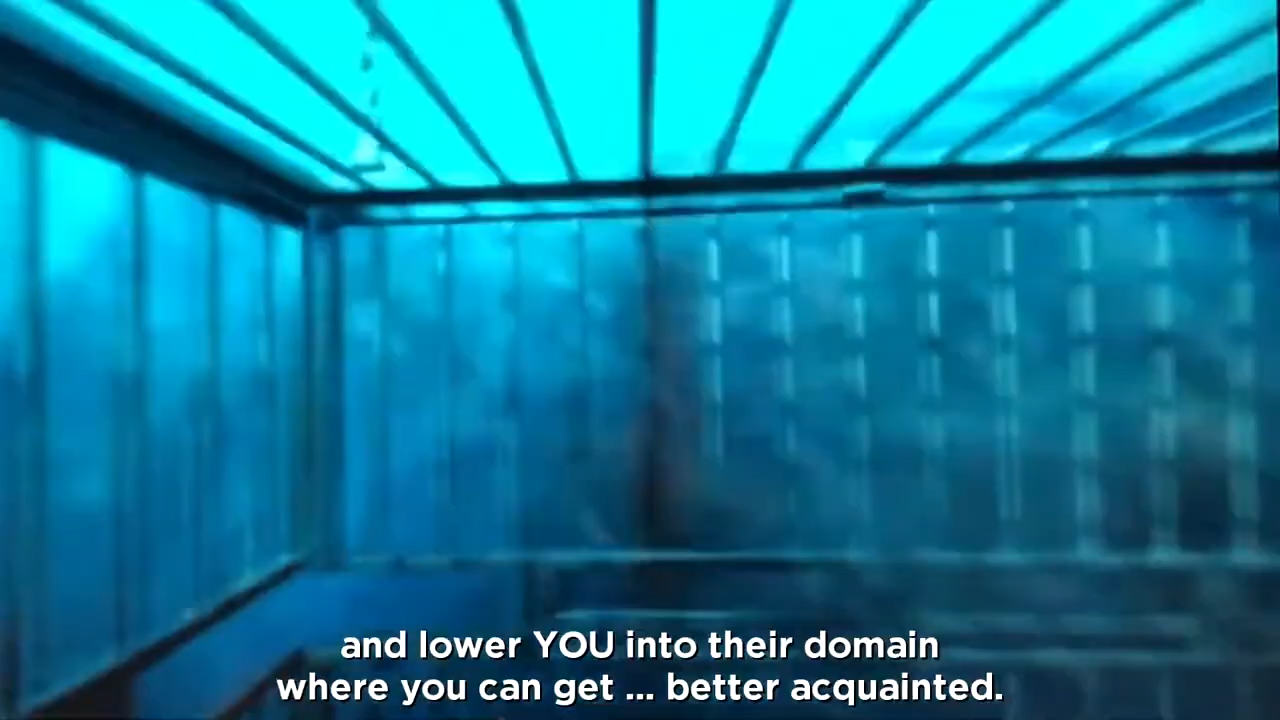 and lower YOU into their domain
where you can get ... better acquainted.